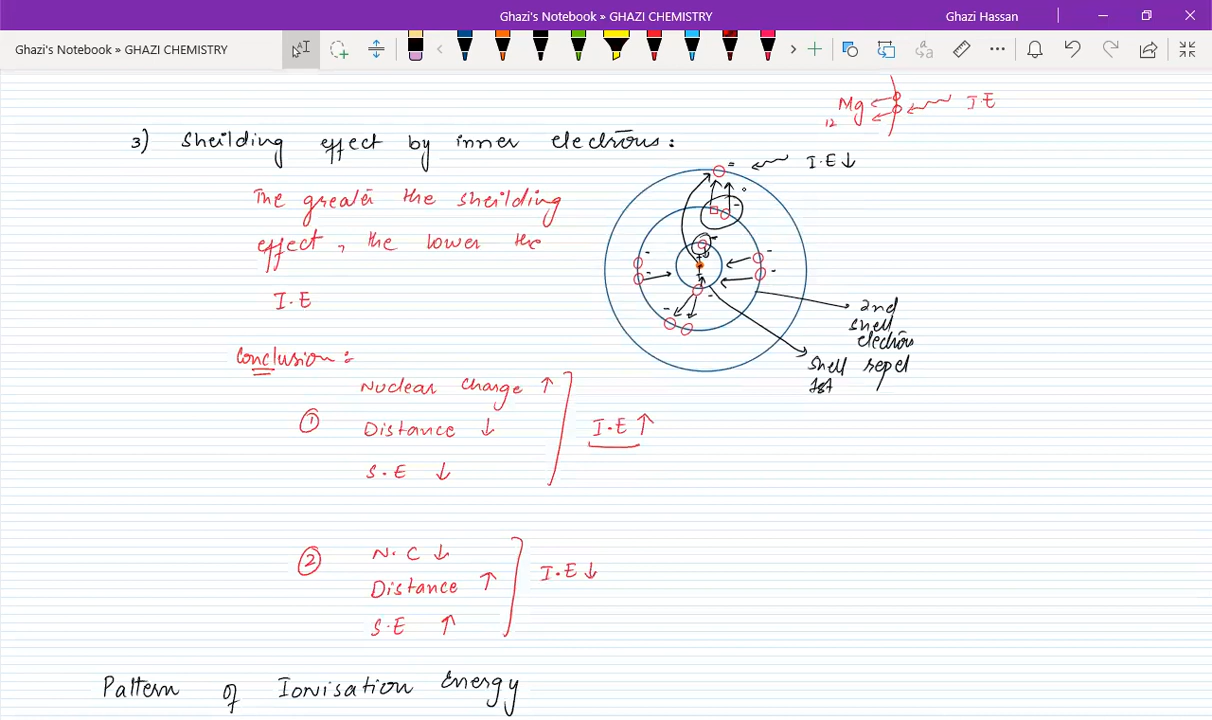 Ghazi's Notebook » GHAZI CHEMISTRY
Ghazi Hassan
Ghazi's Notebook » GHAZI CHEMISTRY
Mg
12
I.E
3) Sheilding effect by inner electrons:
I.E↓
The greater the sheilding
effect, the lower the
I.E
2nd
shell
electrons
shell repel
1st
Conclusion:
Nuclear Charge ↑
① Distance ↓
I.E ↑
S.E ↓
② N.C ↓
Distance ↑
I.E↓
S.E ↑
Pattern of Ionisation Energy